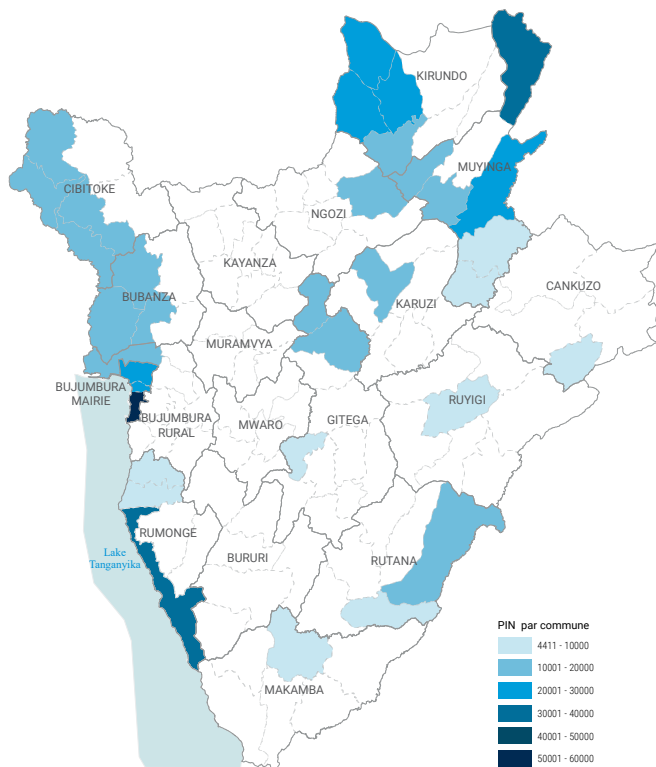 KIRUNDO
MUYINGA
CIBITOKE
NGOZI
KAYANZA
CANKUZO
BUBANZA
KARUZI
MURAMVYA
BUJUMBURA
MAIRIE
BUJUMBURA
RURAL
MWARO
GITEGA
RUYIGI
RUMONGE
Lake
Tanganyika
BURURI
RUTANA
MAKAMBA
PIN par commune
4411 - 10000
10001 - 20000
20001 - 30000
30001 - 40000
40001 - 50000
50001 - 60000